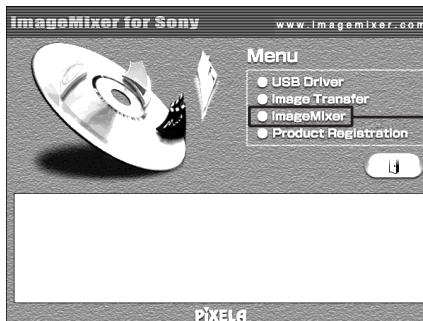 ImageMixer for Sony
www.imagemixer.com
Menu
USB Driver
Image Transfer
ImageMixer
Product Registration
PIXELA